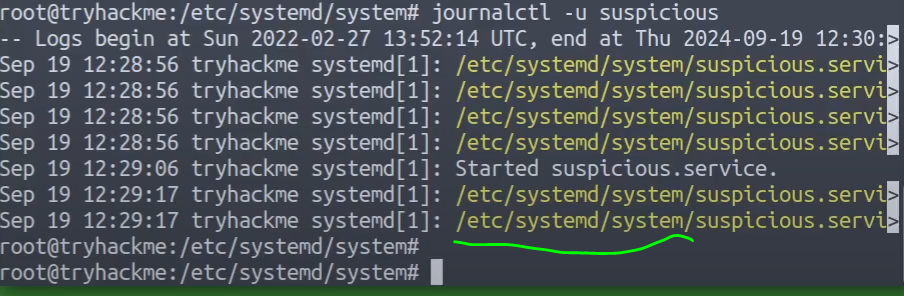 root@tryhackme:/etc/systemd/system# journalctl -u suspicious
-- Logs begin at Sun 2022-02-27 13:52:14 UTC, end at Thu 2024-09-19 12:30:>
Sep 19 12:28:56 tryhackme systemd[1]: /etc/systemd/system/suspicious.servi>
Sep 19 12:28:56 tryhackme systemd[1]: /etc/systemd/system/suspicious.servi>
Sep 19 12:28:56 tryhackme systemd[1]: /etc/systemd/system/suspicious.servi>
Sep 19 12:28:56 tryhackme systemd[1]: /etc/systemd/system/suspicious.servi>
Sep 19 12:29:06 tryhackme systemd[1]: Started suspicious.service.
Sep 19 12:29:17 tryhackme systemd[1]: /etc/systemd/system/suspicious.servi>
Sep 19 12:29:17 tryhackme systemd[1]: /etc/systemd/system/suspicious.servi>
root@tryhackme:/etc/systemd/system#
root@tryhackme:/etc/systemd/system#